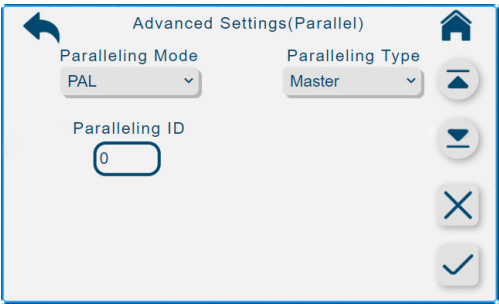 Advanced Settings(Parallel)
Paralleling Mode
Paralleling Type
PAL
Master
Paralleling ID
0